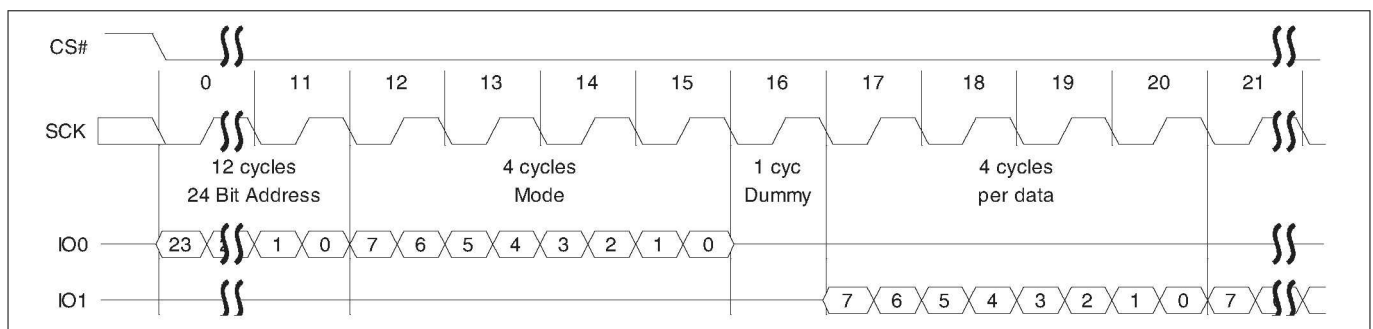 CS#
0 11 12 13 14 15 16 17 18 19 20 21
SCK
12 cycles 4 cycles 1 cyc 4 cycles
24 Bit Address Mode Dummy per data
IO0 23 1 0 7 6 5 4 3 2 1 0
IO1 7 6 5 4 3 2 1 0 7